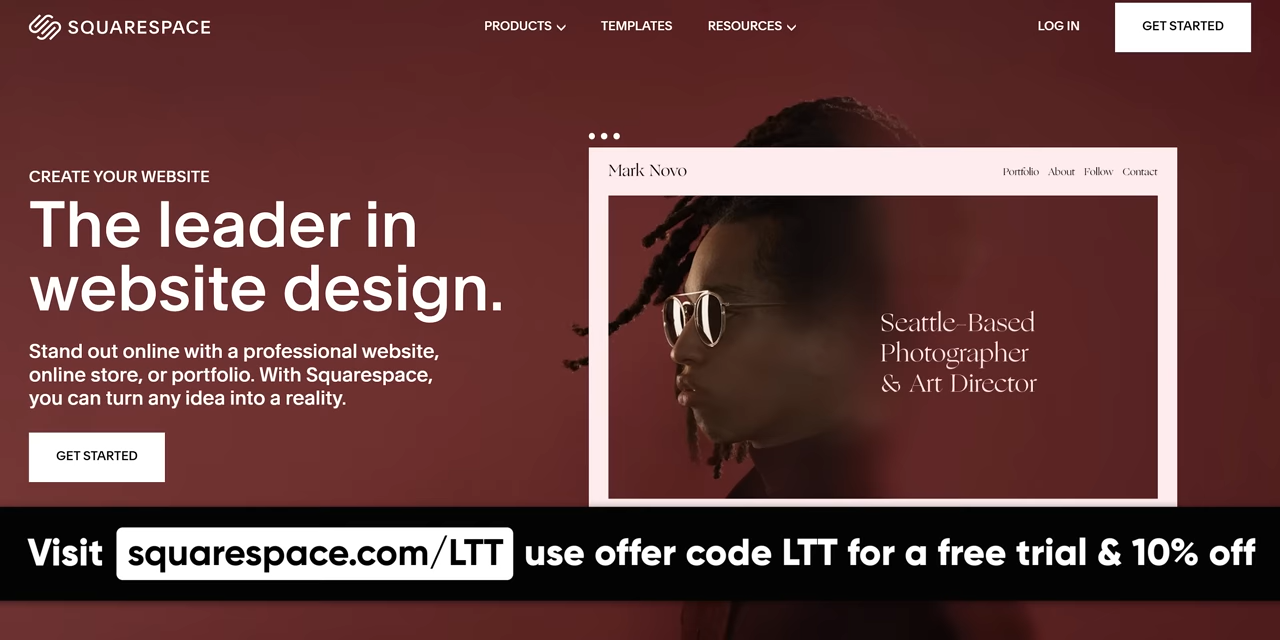 SQUARESPACE
PRODUCTS
TEMPLATES
RESOURCES
LOG IN
GET STARTED
CREATE YOUR WEBSITE
The leader in
website design.
Stand out online with a professional website,
online store, or portfolio. With Squarespace,
you can turn any idea into a reality.
GET STARTED
Mark Novo
Portfolio About Follow Contact
Seattle-Based
Photographer
& Art Director
Visit squarespace.com/LTT use offer code LTT for a free trial & 10% off